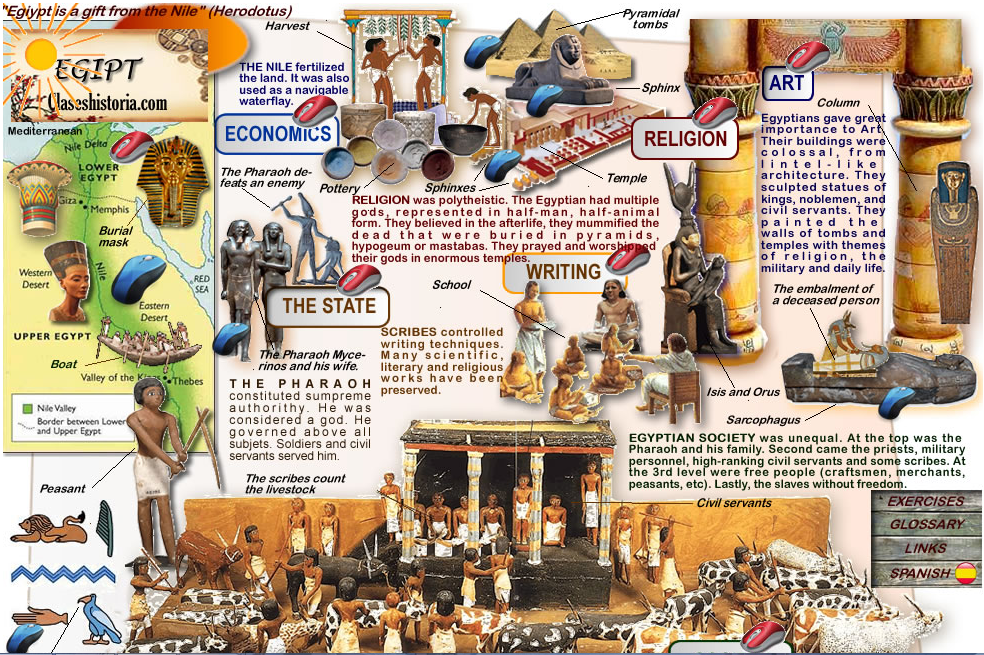 "Egiypt is a gift from the Nile" (Herodotus)
EGIPT
Claseshistoria.com
Harvest
Pyramidal
tombs
Sphinx
THE NILE fertilized
the land. It was also
used as a navigable
waterflay.
ECONOMICS
Pottery
Sphinxes
Temple
RELIGION
RELIGION was polytheistic. The Egyptian had multiple
gods, represented in half-man, half-animal
form. They believed in the afterlife, they mummified the
dead that were buried in pyramids,
hypogeum or mastabas. They prayed and worshipped
their gods in enormous temples.
ART
Column
Egyptians gave great
importance to Art.
Their buildings were
colossal, from
lintel-like
architecture. They
sculpted statues of
kings, noblemen, and
civil servants. They
painted the
walls of tombs and
temples with themes
of religion, the
military and daily life.
The embalment of
a deceased person
Mediterranean
Nile Delta
LOWER
EGYPT
Giza
Memphis
Burial
mask
Western
Desert
Nile
RED
SEA
Eastern
Desert
UPPER EGYPT
Boat
Valley of the Kings
Thebes
Nile Valley
Border between Lower
and Upper Egypt
The Pharaoh de-
feats an enemy
THE STATE
The Pharaoh Myce-
rinos and his wife.
THE PHARAOH
constituted sumpreme
authorithy. He was
considered a god. He
governed above all
subjets. Soldiers and civil
servants served him.
WRITING
School
SCRIBES controlled
writing techniques.
Many scientific,
literary and religious
works have been
preserved.
Isis and Orus
Sarcophagus
EGYPTIAN SOCIETY was unequal. At the top was the
Pharaoh and his family. Second came the priests, military
personnel, high-ranking civil servants and some scribes. At
the 3rd level were free people (craftsmen, merchants,
peasants, etc). Lastly, the slaves without freedom.
Peasant
The scribes count
the livestock
Civil servants
EXERCISES
GLOSSARY
LINKS
SPANISH